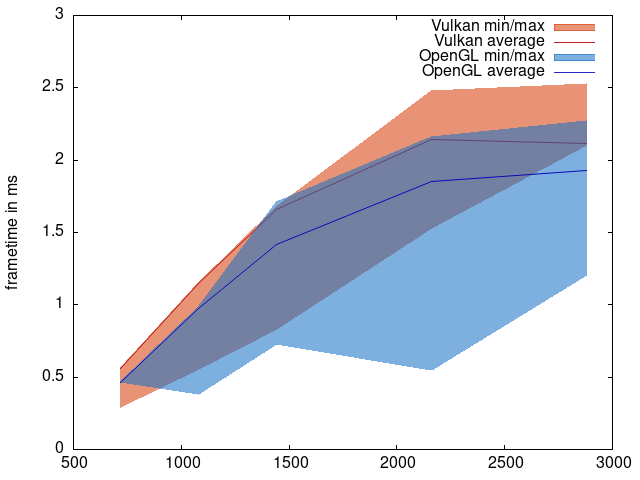 3
Vulkan min/max
Vulkan average
2.5
OpenGL min/max
OpenGL average
2
frametime in ms
1.5
1
0.5
0
500 1000 1500 2000 2500 3000